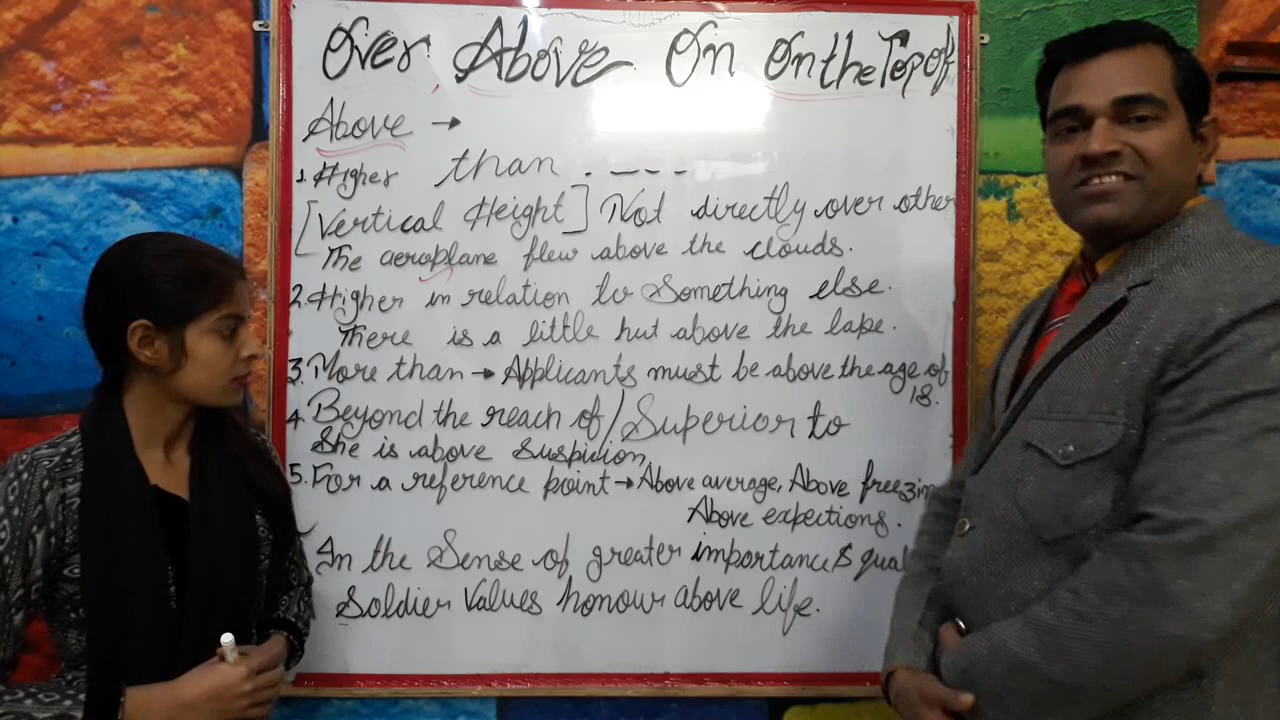 Over Above On On the Top of
Above →
1. Higher than . _ _ _ _
[Vertical Height] Not directly over other
The aeroplane flew above the clouds.
2. Higher in relation to Something else.
There is a little hut above the lape.
3. More than → Applicants must be above the age of
18.
4. Beyond the reach of / Superior to
She is above Suspicion
5. For a reference point → Above average, Above freezin
Above expections.
In the Sense of greater importance & qual
Soldier Values honour above life.